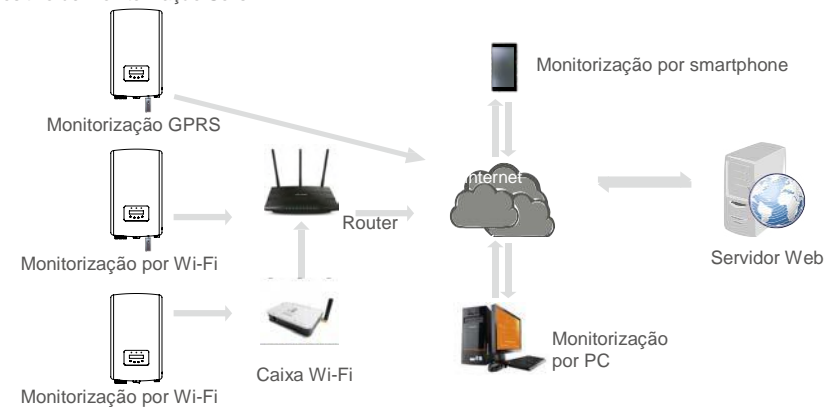 Monitorização por smartphone
Monitorização GPRS
Internet
Router
Monitorização por Wi-Fi
Servidor Web
Monitorização
por PC
Caixa Wi-Fi
Monitorização por Wi-Fi